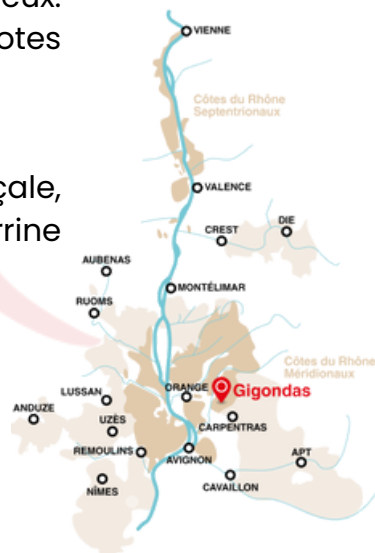 eux.
otes
çale,
rrine
VIENNE
Côtes du Rhône
Septentrionaux
VALENCE
CREST
DIE
AUBENAS
MONTÉLIMAR
RUOMS
Côtes du Rhône
Méridionaux
ORANGE
Gigondas
LUSSAN
ANDUZE
UZÈS
CARPENTRAS
REMOULINS
AVIGNON
APT
NÎMES
CAVAILLON